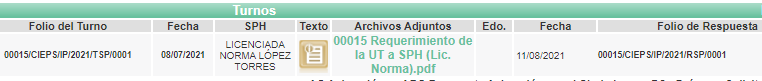 Turnos
Folio del Turno Fecha SPH Texto Archivos Adjuntos Edo. Fecha Folio de Respuesta
00015/CIEPS/IP/2021/TSP/0001 08/07/2021 LICENCIADA NORMA LÓPEZ TORRES 00015 Requerimiento de la UT a SPH (Lic. Norma).pdf 11/08/2021 00015/CIEPS/IP/2021/RSP/0001